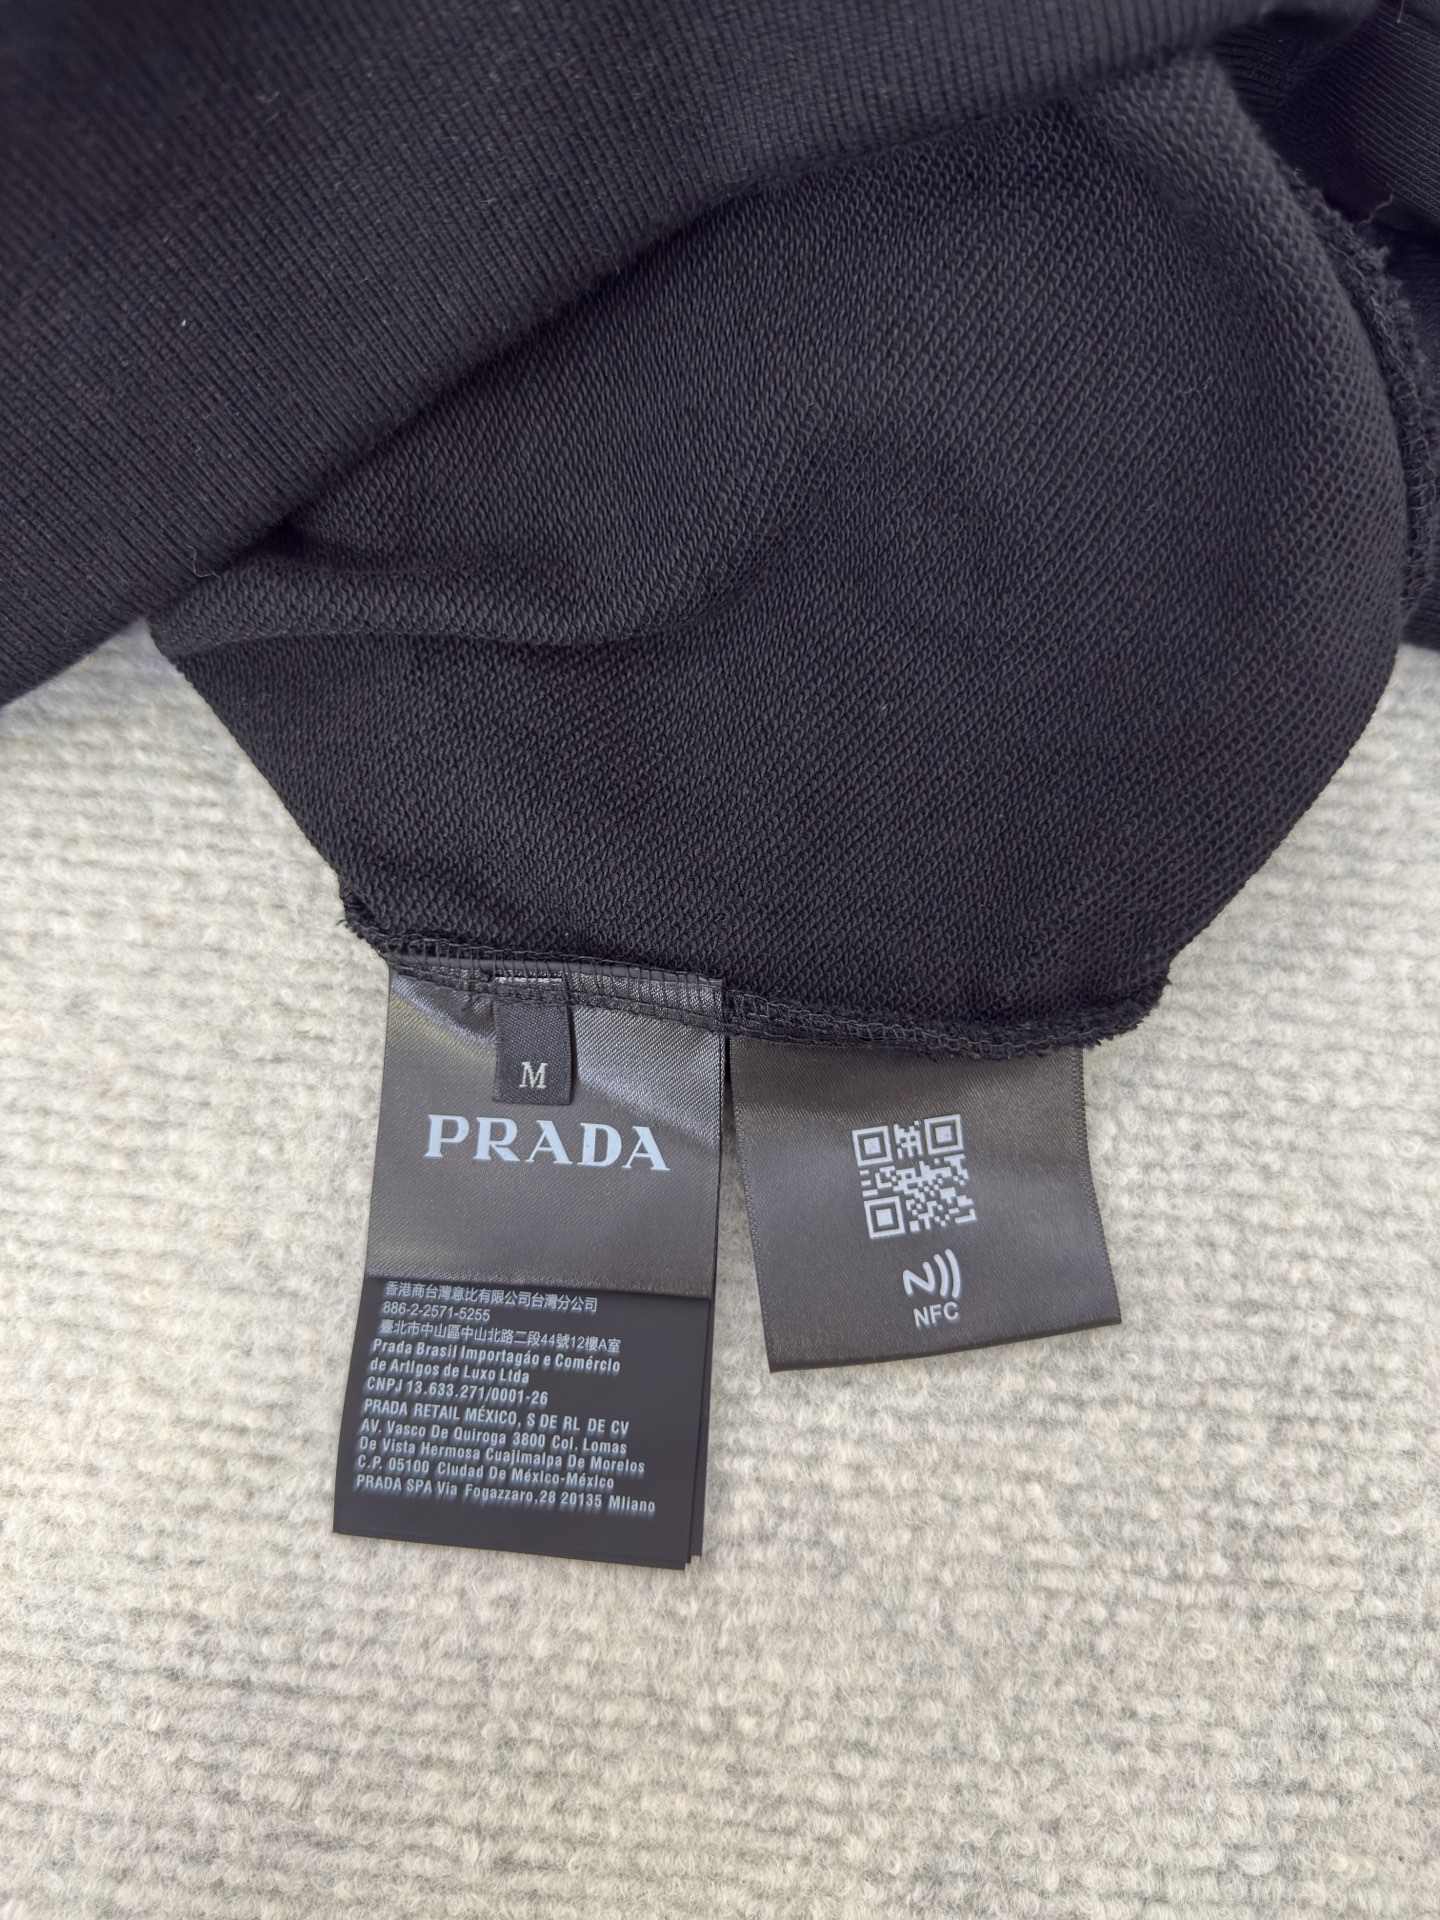 M
PRADA
香港商台灣意比有限公司台灣分公司
886-2-2571-5255
臺北市中山區中山北路二段44號12樓A室
Prada Brasil Importagáo e Comércio
de Artigos de Luxo Ltda
CNPJ 13.633.271/0001-26
PRADA RETAIL MÉXICO, S DE RL DE CV
AV. Vasco De Quiroga 3800 Col. Lomas
De Vista Hermosa Cuajimalpa De Morelos
C.P. 05100 Ciudad De México-México
PRADA SPA Via Fogazzaro,28 20135 Mliano
NFC